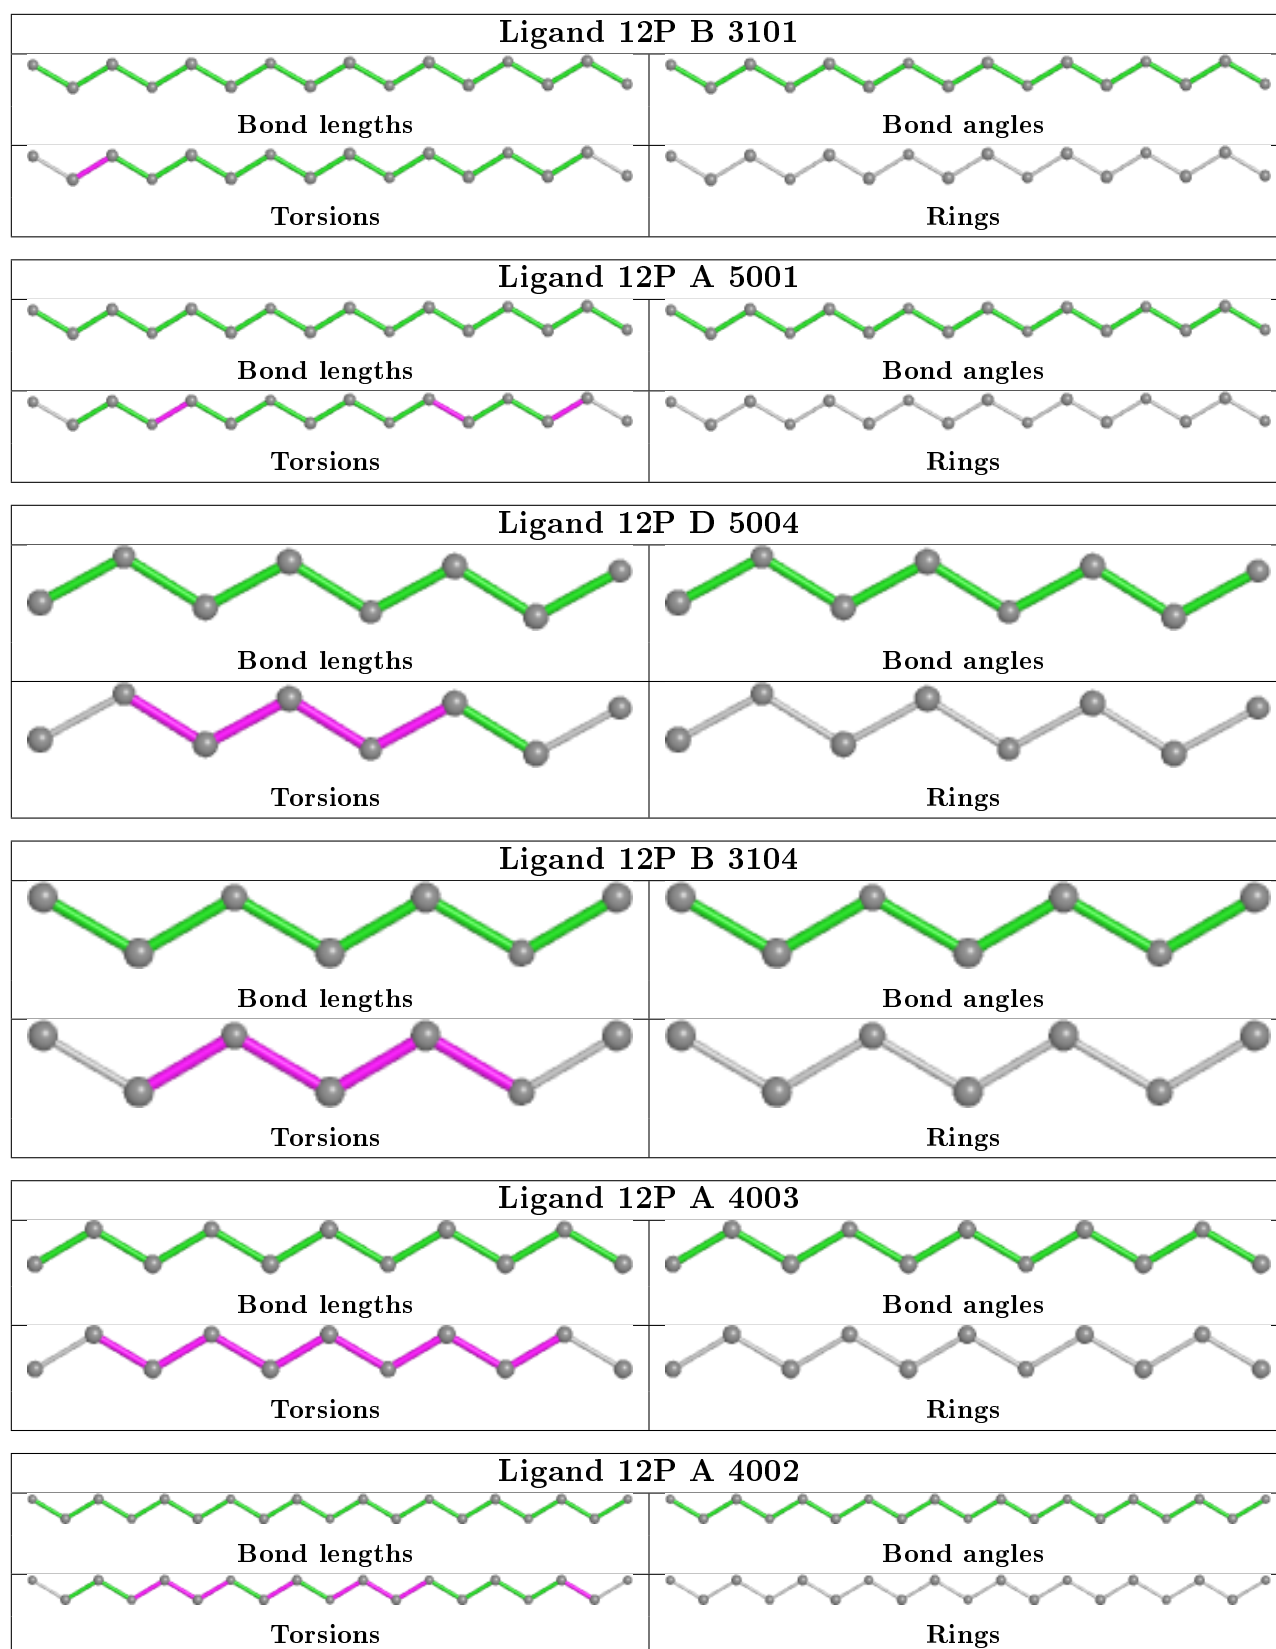 Ligand 12P B 3101
Bond lengths Bond angles
Torsions Rings
Ligand 12P A 5001
Bond lengths Bond angles
Torsions Rings
Ligand 12P D 5004
Bond lengths Bond angles
Torsions Rings
Ligand 12P B 3104
Bond lengths Bond angles
Torsions Rings
Ligand 12P A 4003
Bond lengths Bond angles
Torsions Rings
Ligand 12P A 4002
Bond lengths Bond angles
Torsions Rings